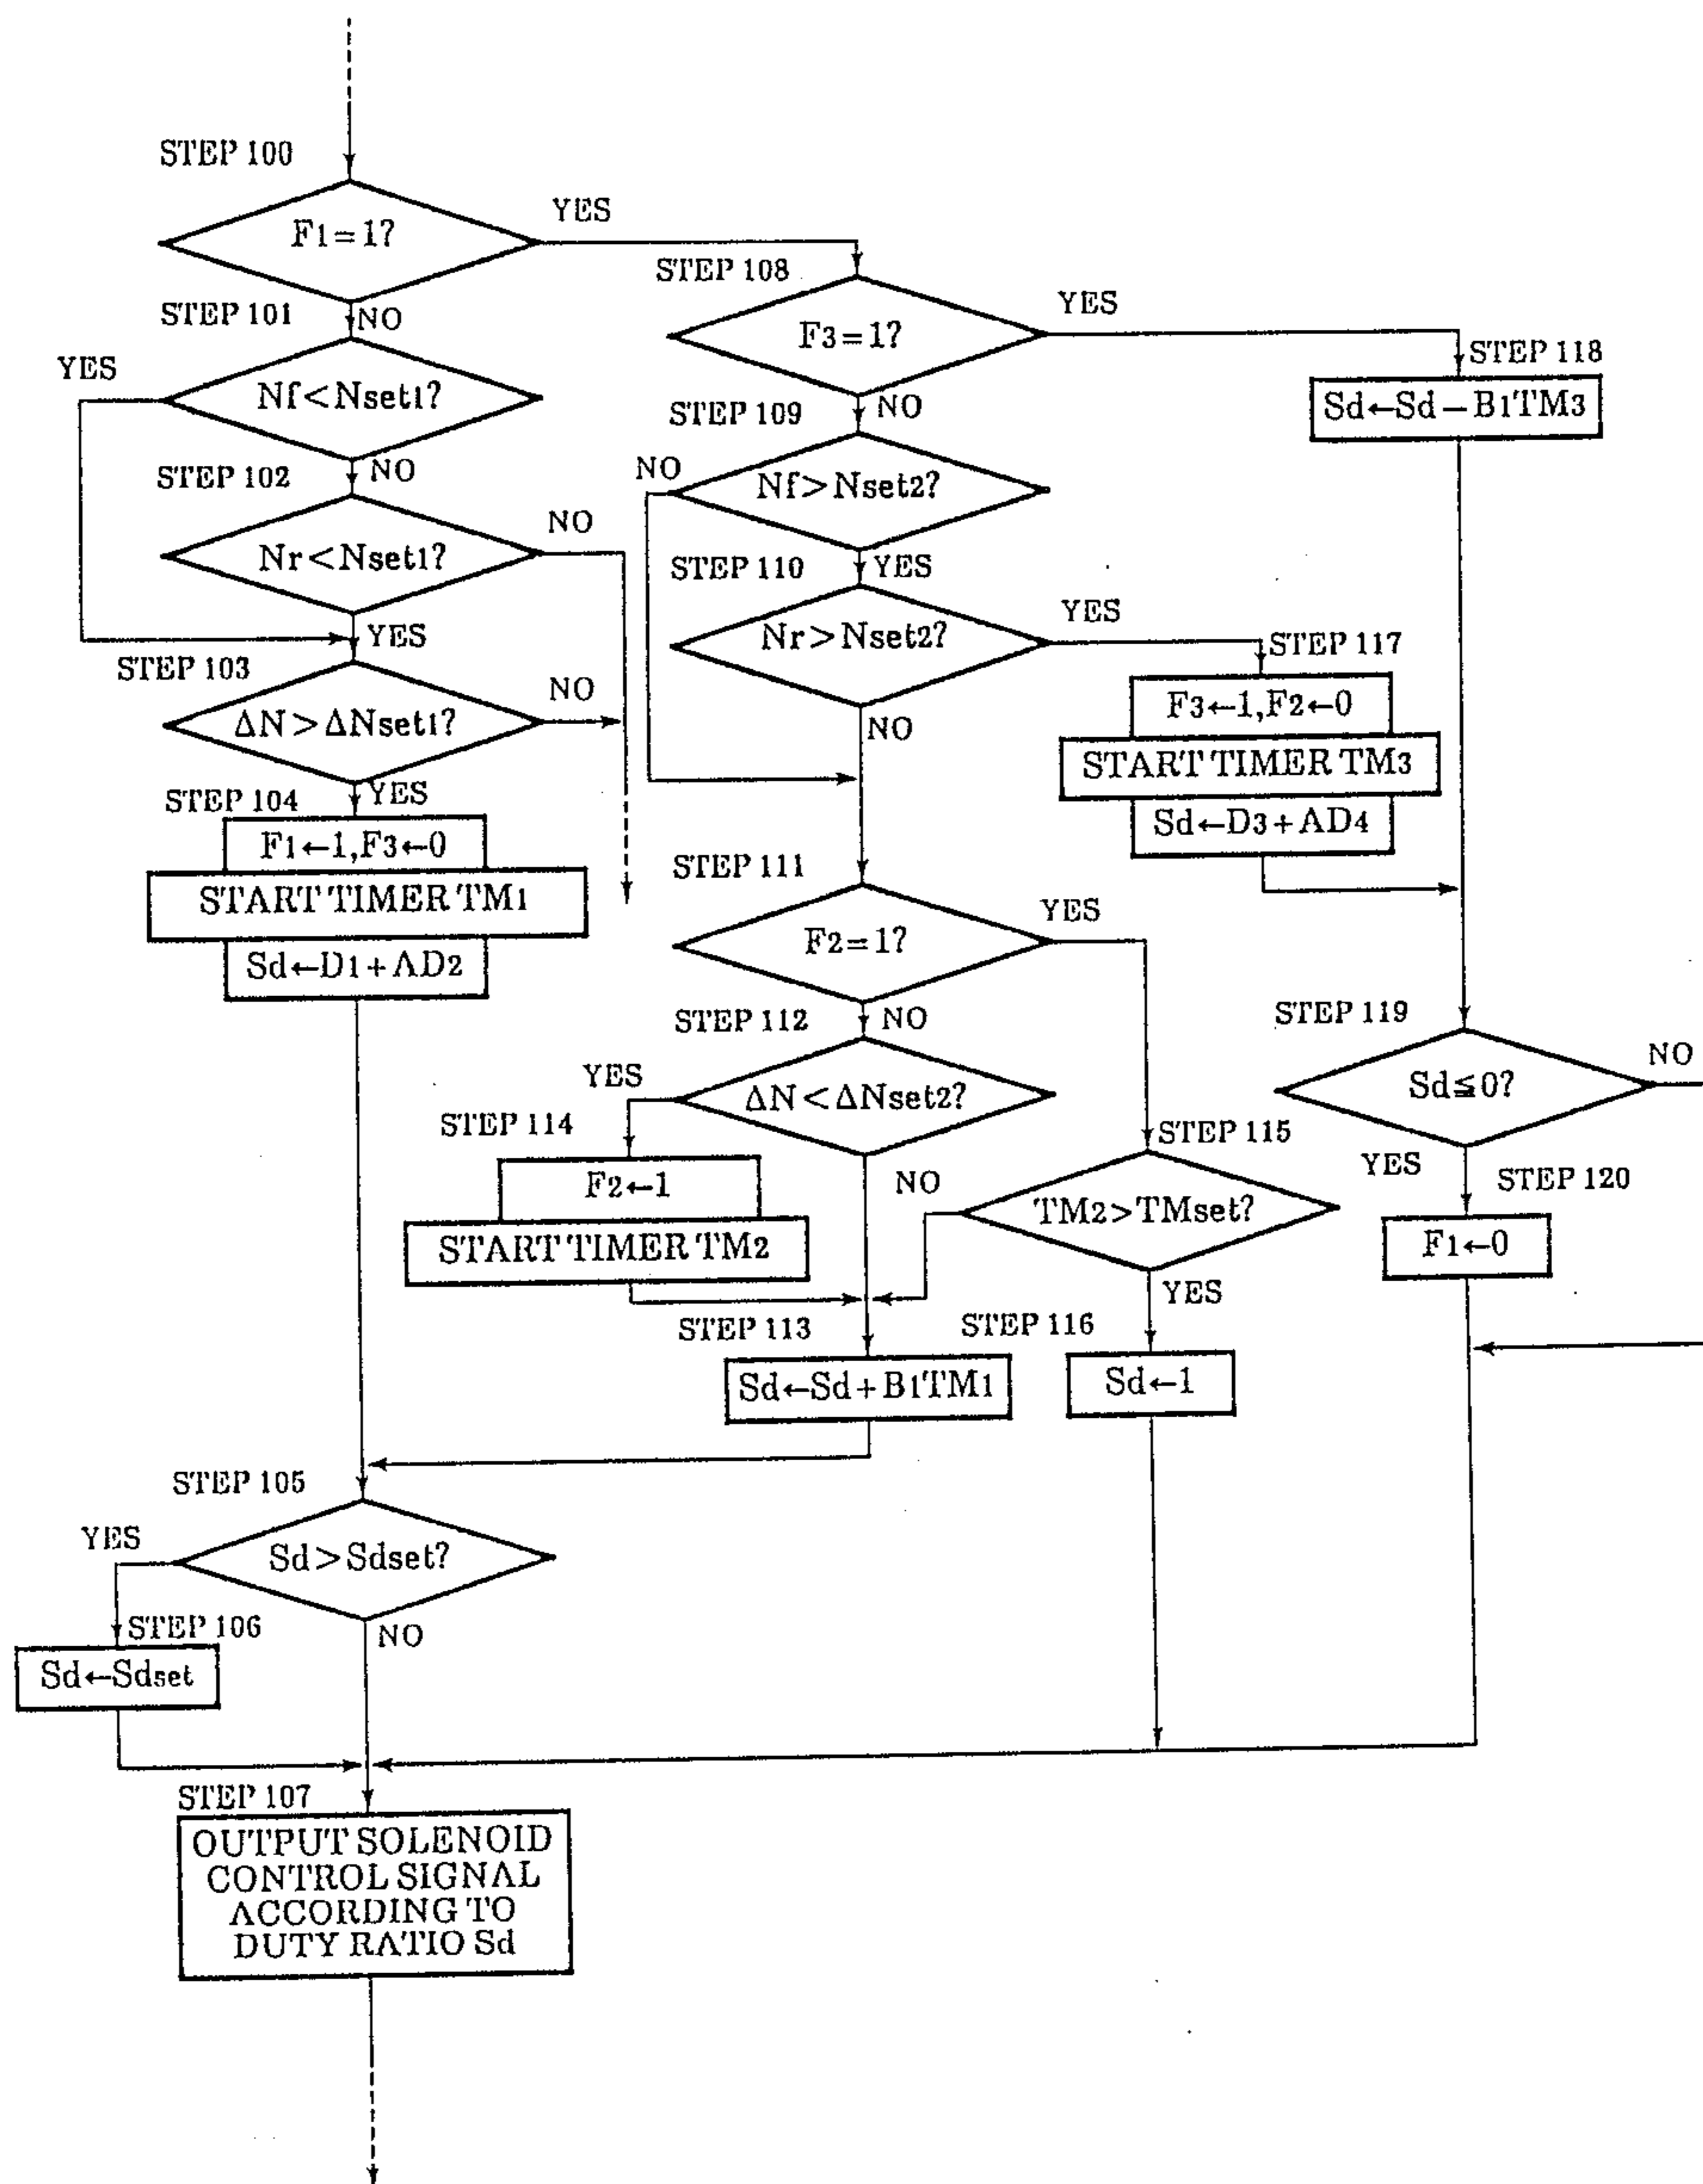 STEP 100
F1=1?
YES
STEP 101
NO
YES
Nf<Nset1?
STEP 102
NO
Nr<Nset1?
NO
YES
STEP 103
ΔN>ΔNset1?
NO
STEP 104
YES
F1←1,F3←0
START TIMER TM1
Sd←D1+AD2
STEP 108
F3=1?
YES
STEP 109
NO
NO
Nf>Nset2?
STEP 110
YES
Nr>Nset2?
YES
NO
STEP 117
F3←1,F2←0
START TIMER TM3
Sd←D3+AD4
STEP 118
Sd←Sd−B1TM3
STEP 111
F2=1?
YES
STEP 112
NO
YES
ΔN<ΔNset2?
NO
STEP 114
F2←1
START TIMER TM2
STEP 115
TM2>TMset?
YES
STEP 113
Sd←Sd+B1TM1
STEP 116
Sd←1
STEP 119
Sd≦0?
NO
YES
STEP 120
F1←0
STEP 105
YES
Sd>Sdset?
STEP 106
NO
Sd←Sdset
STEP 107
OUTPUT SOLENOID
CONTROL SIGNAL
ACCORDING TO
DUTY RATIO Sd